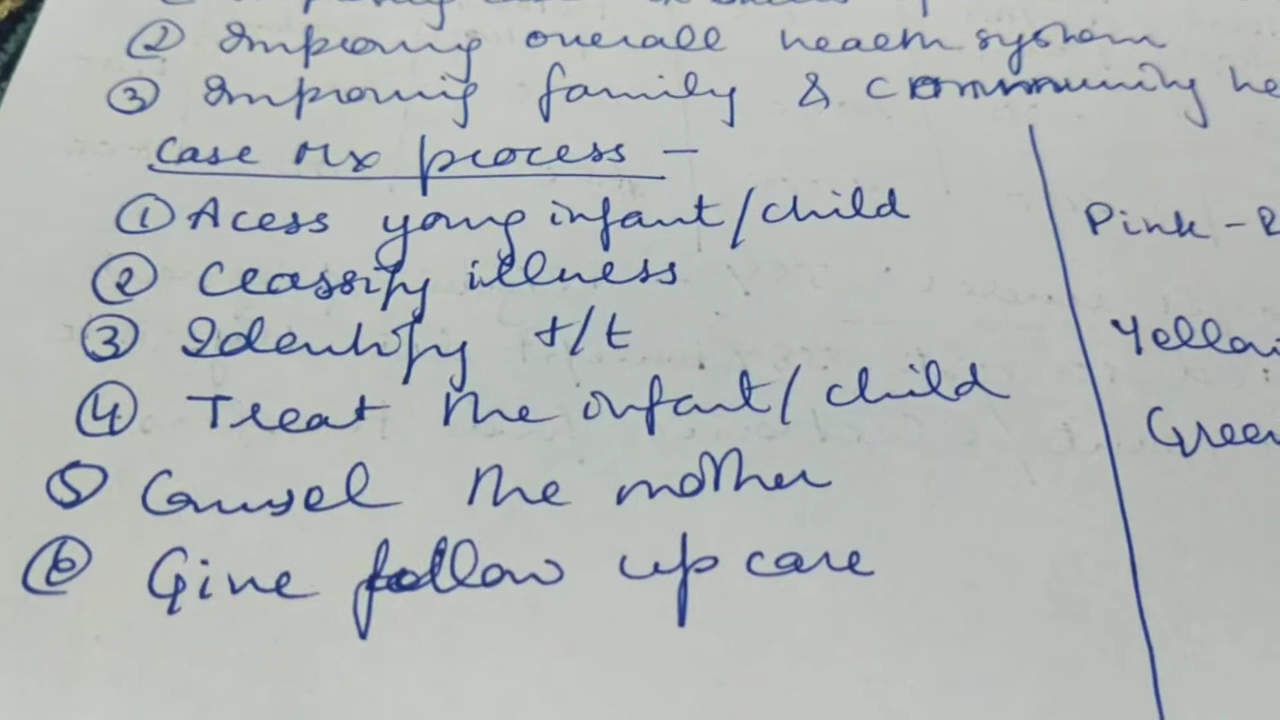 ② Improving overall health system
③ Improving family & community he
Case Mx process –
① Acess young infant/child
② Classify illness
③ Identify t/t
④ Treat the infant/child
⑤ Counsel the mother
⑥ Give follow up care
Pink -
Yellow
Green